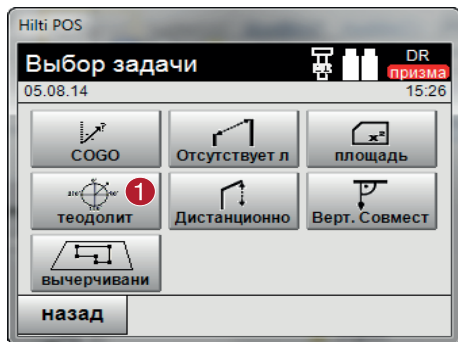 Hilti POS
Выбор задачи
DR
призма
05.08.14
15:26
COGO
Отсутствует л
x²
площадь
1
теодолит
Дистанционно
Верт. Совмест
вычерчивани
назад